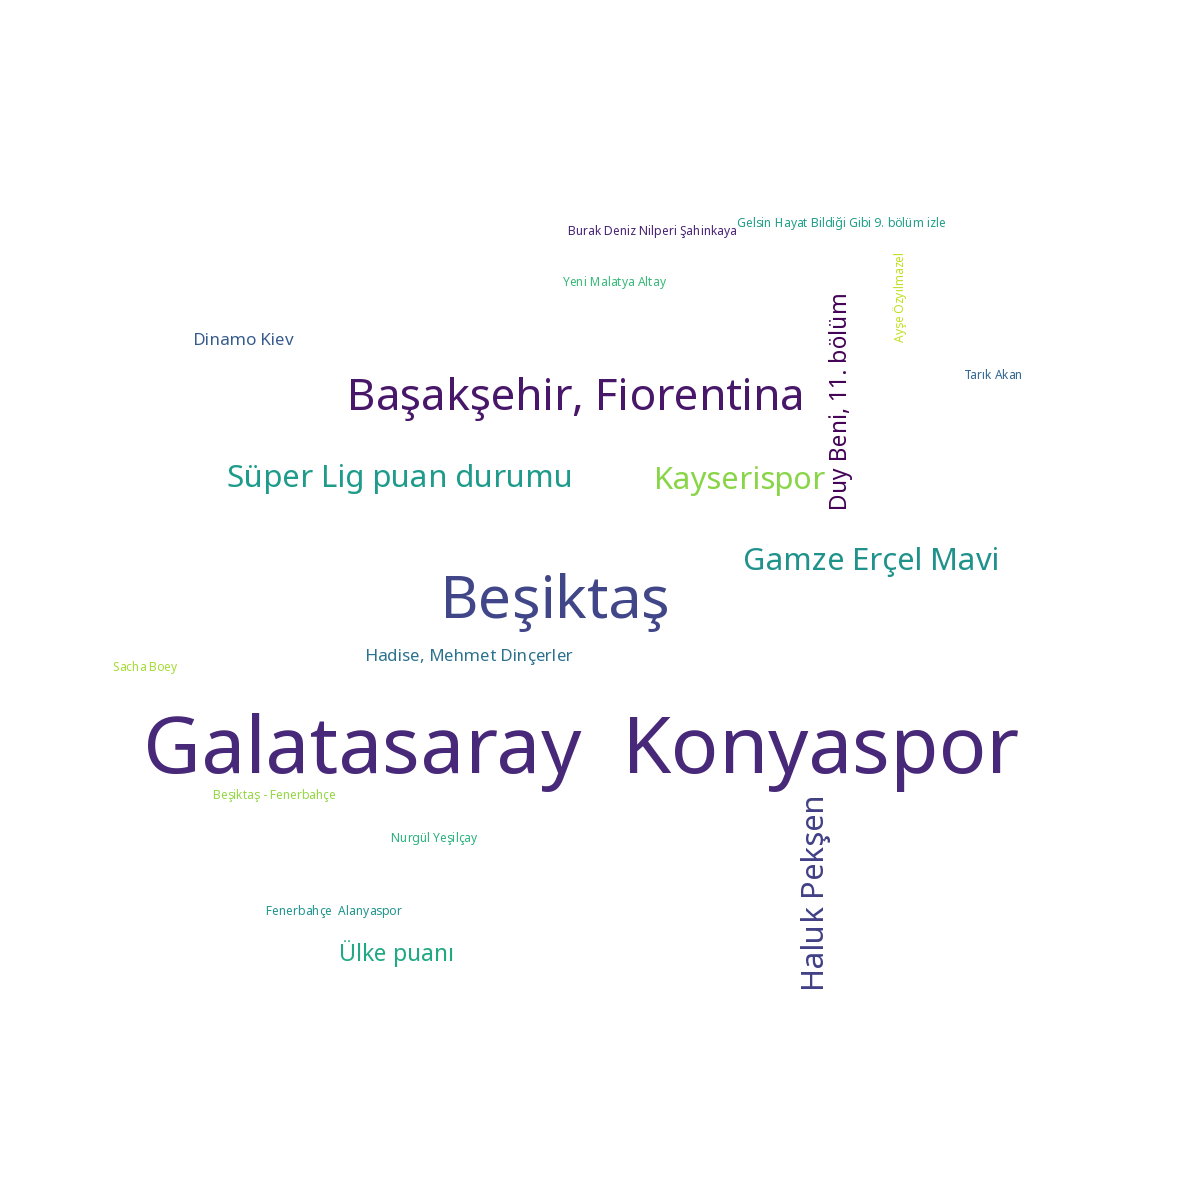 Gelsin Hayat Bildiği Gibi 9. bölüm izle
Burak Deniz Nilperi Şahinkaya
Yeni Malatya Altay
Ayşe Özyılmazel
Dinamo Kiev
Duy Beni, 11. bölüm
Tarık Akan
Başakşehir, Fiorentina
Süper Lig puan durumu
Kayserispor
Gamze Erçel Mavi
Beşiktaş
Hadise, Mehmet Dinçerler
Sacha Boey
Galatasaray Konyaspor
Beşiktaş - Fenerbahçe
Nurgül Yeşilçay
Haluk Pekşen
Fenerbahçe Alanyaspor
Ülke puanı